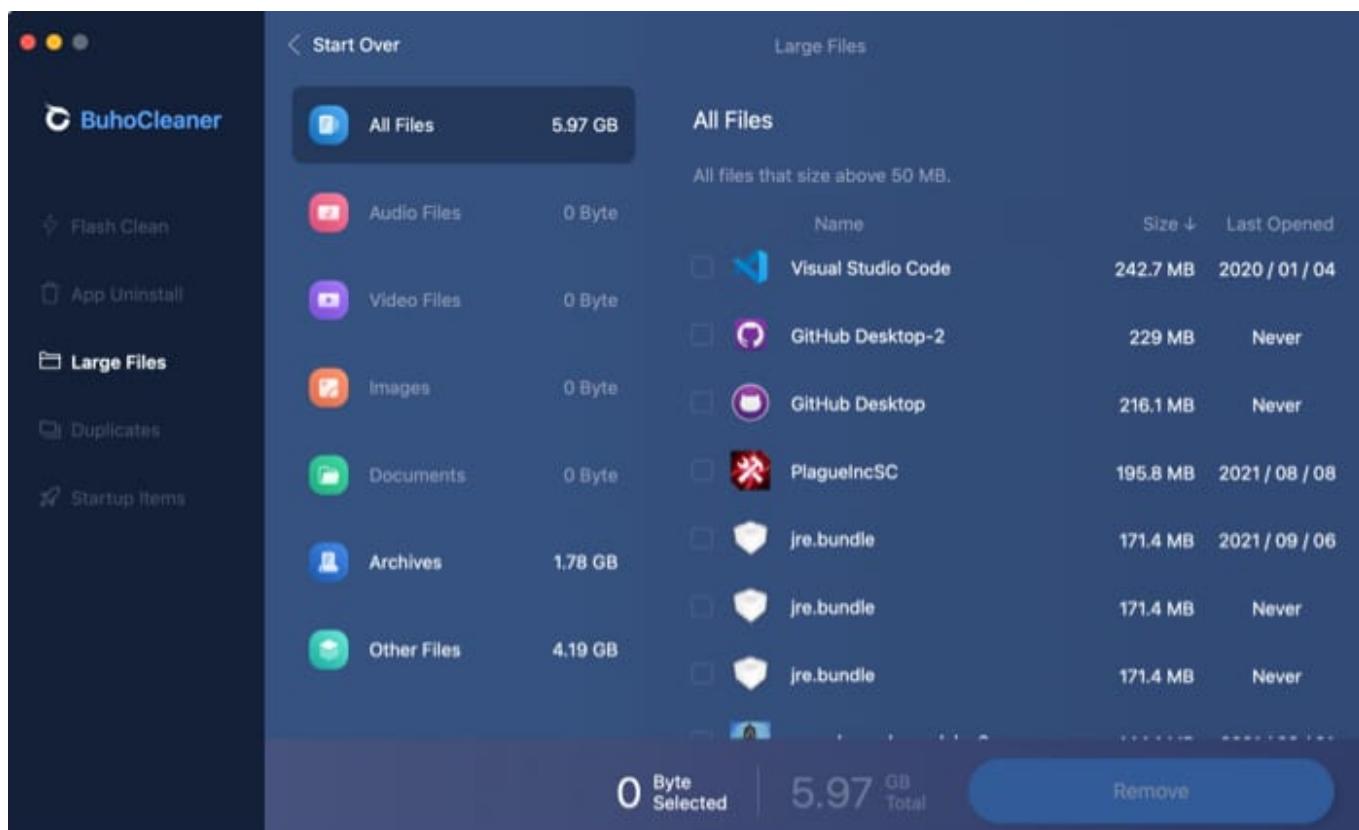 BuhoCleaner
Flash Clean
App Uninstall
Large Files
Duplicates
Startup Items
Start Over
All Files 5.97 GB
Audio Files 0 Byte
Video Files 0 Byte
Images 0 Byte
Documents 0 Byte
Archives 1.78 GB
Other Files 4.19 GB
Large Files
All Files
All files that size above 50 MB.
Name Size ↓ Last Opened
Visual Studio Code 242.7 MB 2020 / 01 / 04
GitHub Desktop-2 229 MB Never
GitHub Desktop 216.1 MB Never
PlagueIncSC 195.8 MB 2021 / 08 / 08
jre.bundle 171.4 MB 2021 / 09 / 06
jre.bundle 171.4 MB Never
jre.bundle 171.4 MB Never
0 Byte Selected 5.97 GB Total Remove